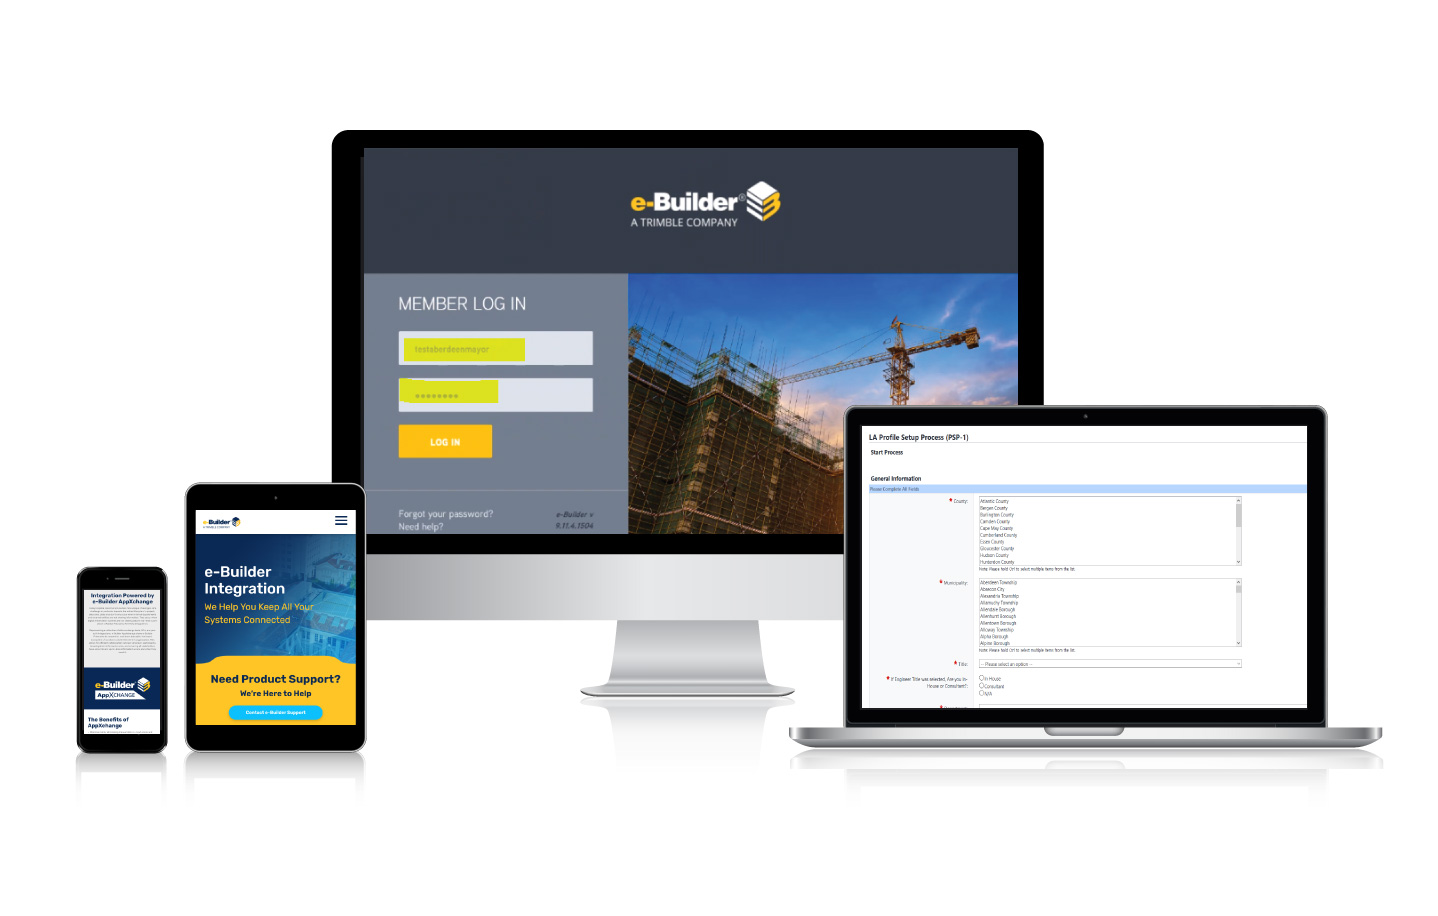 e-Builder®
A TRIMBLE COMPANY
MEMBER LOG IN
tnstaberdeenmayor
LOG IN
Forgot your password?
Need help?
e-Builder v
9.11.4.1504
LA Profile Setup Process (PSP-1)
Start Process
General Information
Please Complete All Fields
County:
Atlantic County
Bergen County
Burlington County
Camden County
Cape May County
Cumberland County
Essex County
Gloucester County
Hudson County
Hunterdon County
Note: Please hold Ctrl to select multiple items from the list.
Municipality:
Aberdeen Township
Absecon City
Alexandria Township
Allamuchy Township
Allendale Borough
Allenhurst Borough
Allentown Borough
Alloway Township
Alpha Borough
Alpine Borough
Note: Please hold Ctrl to select multiple items from the list.
Title:
-- Please select an option --
If Engineer Title was selected, Are you In-
House or Consultant?:
In House
Consultant
N/A
e-Builder
A TRIMBLE COMPANY
e-Builder
Integration
We Help You Keep All Your
Systems Connected
Need Product Support?
We're Here to Help
Contact e-Builder Support
Integration Powered by
e-Builder AppXchange
e-Builder
AppXCHANGE
The Benefits of
AppXchange